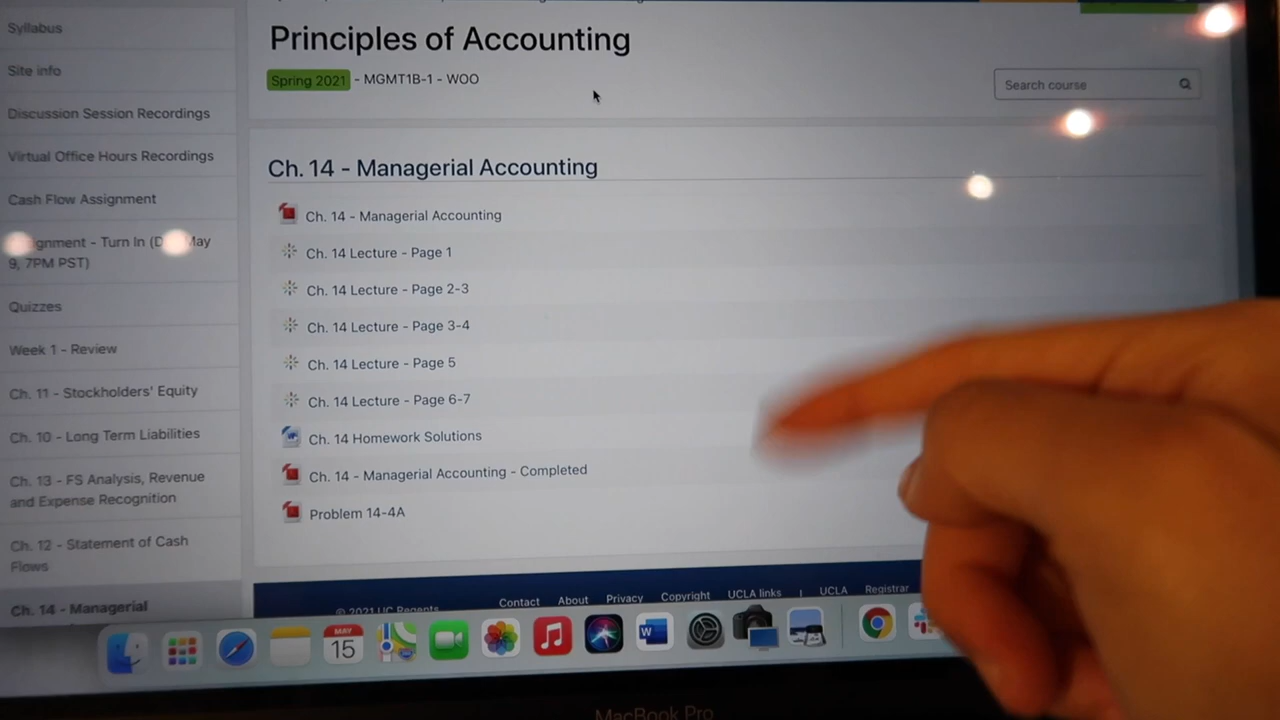 Syllabus
Site info
Discussion Session Recordings
Virtual Office Hours Recordings
Cash Flow Assignment
Turn In
9, 7PM PST)
Quizzes
Week 1 - Review
Ch. 11 - Stockholders' Equity
Ch. 10 - Long Term Liabilities
Ch. 13 - FS Analysis, Revenue
and Expense Recognition
Ch. 12 - Statement of Cash
Flows
Ch. 14 - Managerial
Principles of Accounting
Spring 2021 - MGMT1B-1 - WOO
Search course
Ch. 14 - Managerial Accounting
Ch. 14 - Managerial Accounting
Ch. 14 Lecture - Page 1
Ch. 14 Lecture - Page 2-3
Ch. 14 Lecture - Page 3-4
Ch. 14 Lecture - Page 5
Ch. 14 Lecture - Page 6-7
Ch. 14 Homework Solutions
Ch. 14 - Managerial Accounting - Completed
Problem 14-4A
© 2021 UC Regents Contact About Privacy Copyright UCLA links | UCLA Registrar
MAY
15
W
MacBook Pro